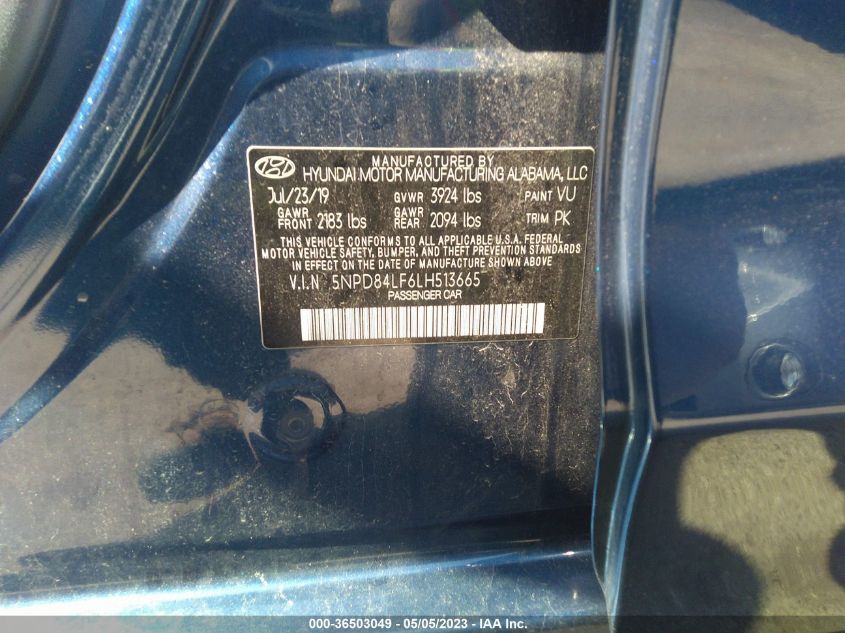 MANUFACTURED BY
HYUNDAI MOTOR MANUFACTURING ALABAMA, LLC
Jul/23/19 GVWR 3924 lbs PAINT VU
GAWR FRONT 2183 lbs GAWR REAR 2094 lbs TRIM PK
THIS VEHICLE CONFORMS TO ALL APPLICABLE U.S.A. FEDERAL
MOTOR VEHICLE SAFETY, BUMPER, AND THEFT PREVENTION STANDARDS
IN EFFECT ON THE DATE OF MANUFACTURE SHOWN ABOVE.
V.I.N 5NPD84LF6LH513665
PASSENGER CAR
000-36503049 - 05/05/2023 - IAA Inc.